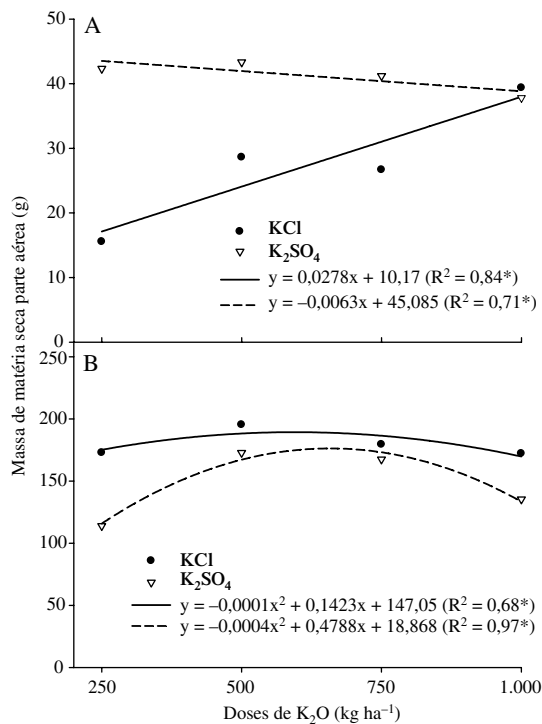 Massa de matéria seca parte aérea (g)
A
50
40
30
20
10
0
KCl
K₂SO₄
y = 0,0278x + 10,17 (R² = 0,84*)
y = –0,0063x + 45,085 (R² = 0,71*)
B
250
200
150
100
50
0
KCl
K₂SO₄
y = –0,0001x² + 0,1423x + 147,05 (R² = 0,68*)
y = –0,0004x² + 0,4788x + 18,868 (R² = 0,97*)
250 500 750 1.000
Doses de K₂O (kg ha⁻¹)